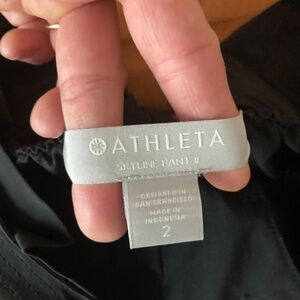 ATHLETA
SKYLINE PANT II
DESIGNED IN
SAN FRANCISCO
MADE IN
INDONESIA
2